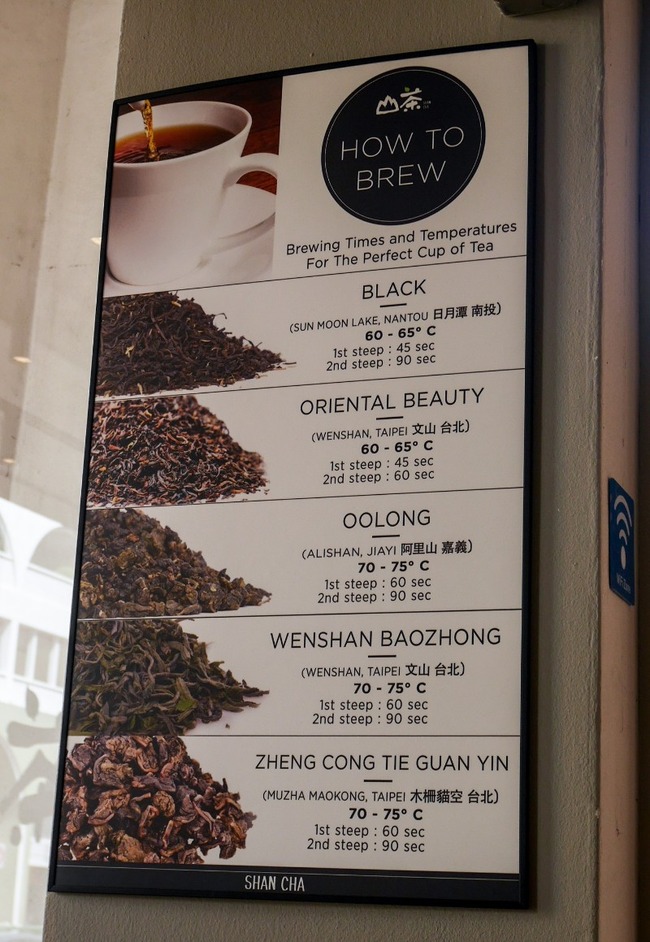 山茶
HOW TO
BREW
Brewing Times and Temperatures
For The Perfect Cup of Tea
BLACK
(SUN MOON LAKE, NANTOU 日月潭 南投)
60 - 65° C
1st steep : 45 sec
2nd steep : 90 sec
ORIENTAL BEAUTY
(WENSHAN, TAIPEI 文山 台北)
60 - 65° C
1st steep : 45 sec
2nd steep : 60 sec
OOLONG
(ALISHAN, JIAYI 阿里山 嘉義)
70 - 75° C
1st steep : 60 sec
2nd steep : 90 sec
WENSHAN BAOZHONG
(WENSHAN, TAIPEI 文山 台北)
70 - 75° C
1st steep : 60 sec
2nd steep : 90 sec
ZHENG CONG TIE GUAN YIN
(MUZHA MAOKONG, TAIPEI 木柵貓空 台北)
70 - 75° C
1st steep : 60 sec
2nd steep : 90 sec
SHAN CHA